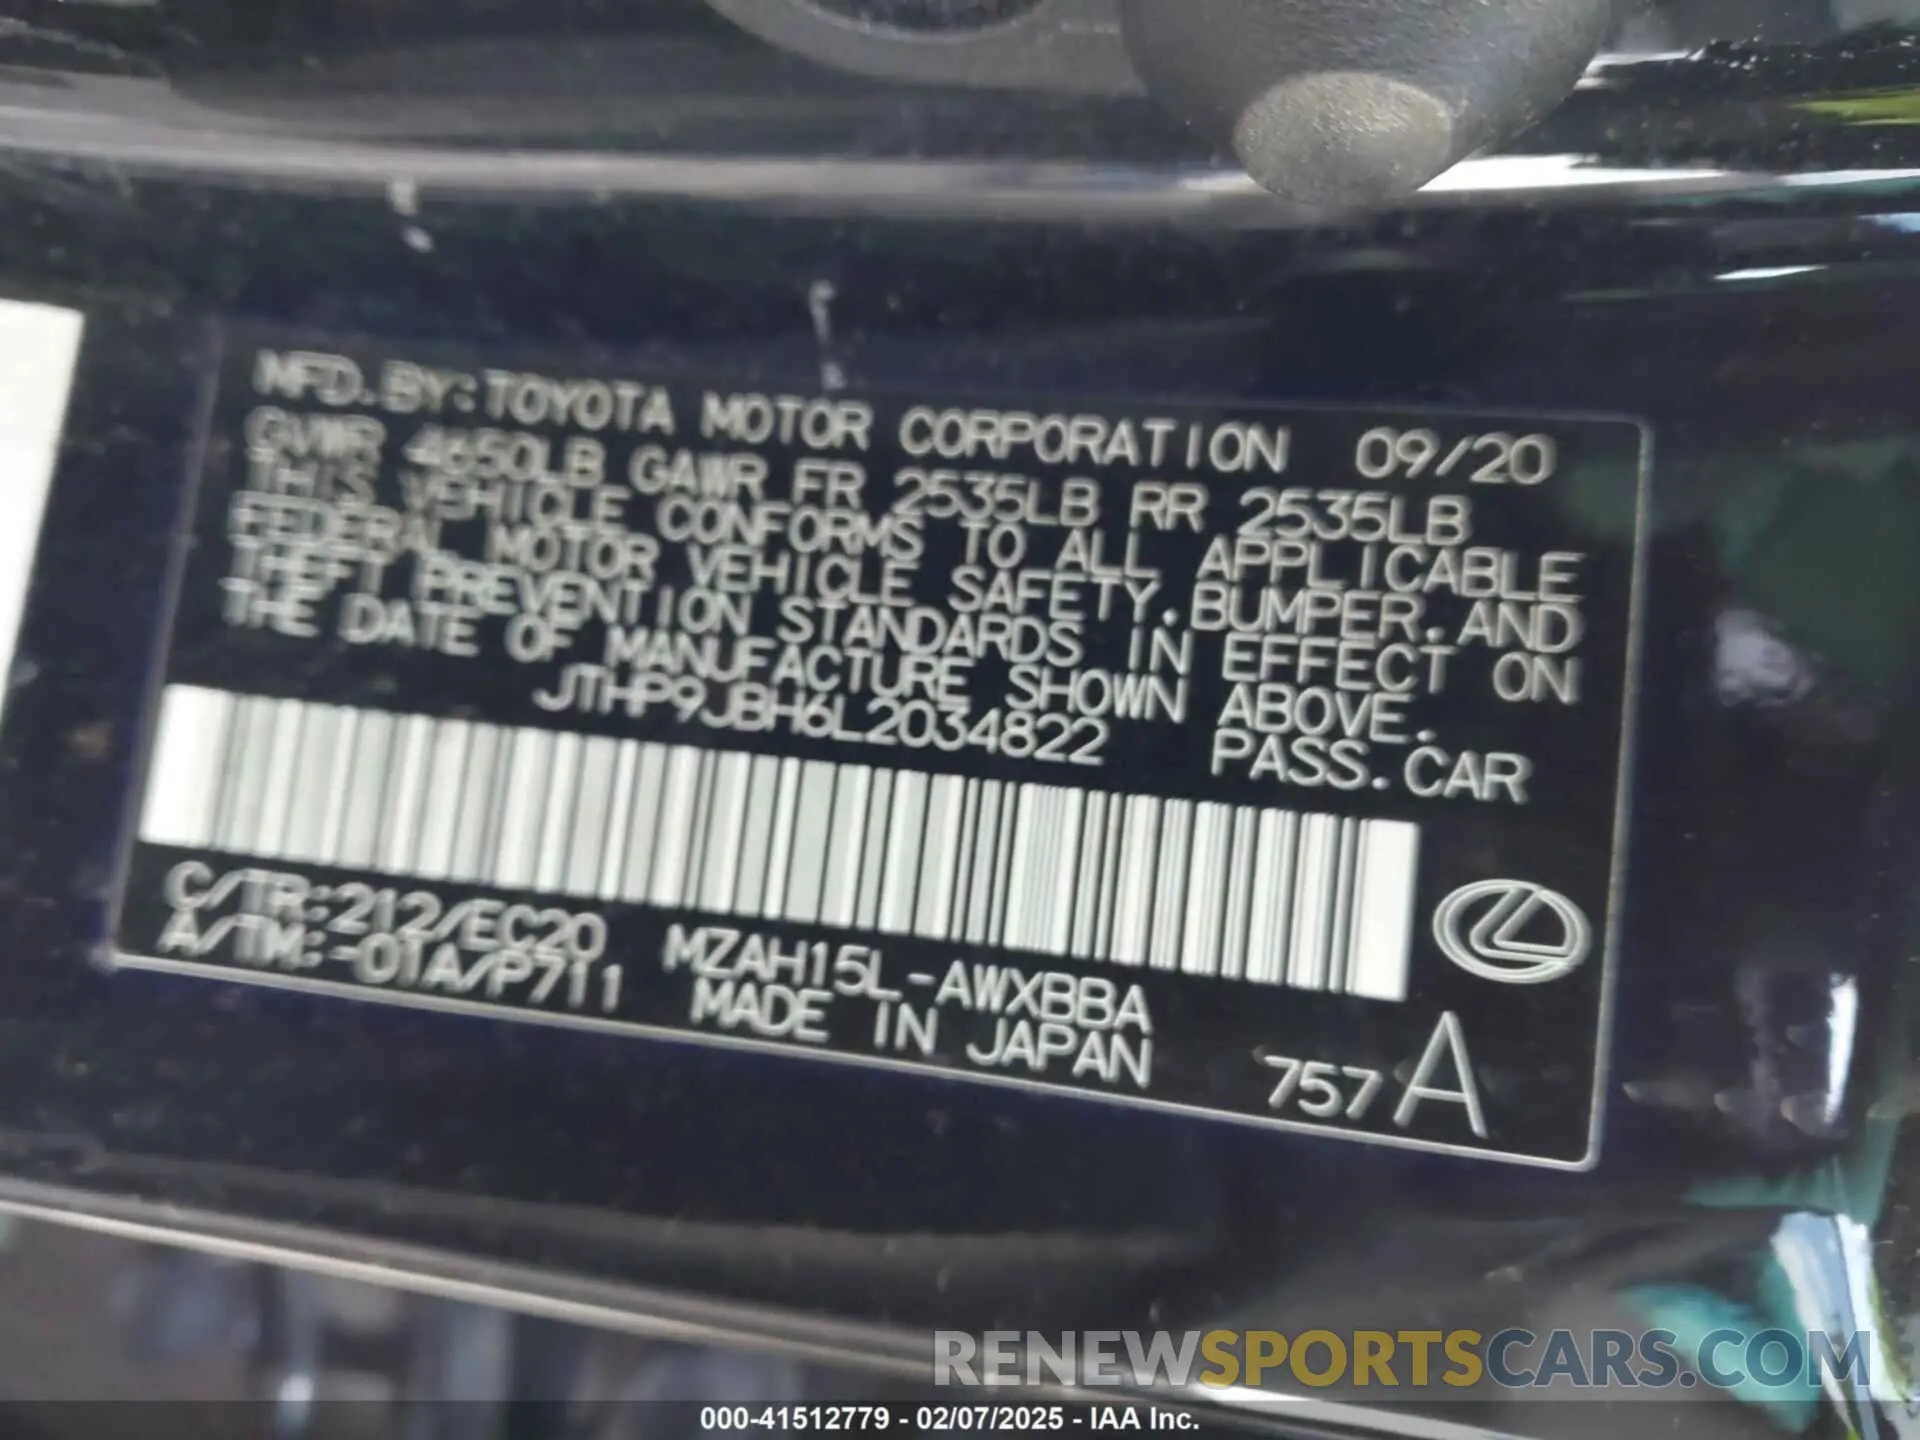 MFD.BY:TOYOTA MOTOR CORPORATION 09/20
GVWR 4650LB GAWR FR 2535LB RR 2535LB
THIS VEHICLE CONFORMS TO ALL APPLICABLE
FEDERAL MOTOR VEHICLE SAFETY,BUMPER,AND
THEFT PREVENTION STANDARDS IN EFFECT ON
THE DATE OF MANUFACTURE SHOWN ABOVE.
JTHP9JBH6L2034822 PASS.CAR
C/TR:212/EC20 MZAH15L-AWXBBA
A/TM:-01A/P711 MADE IN JAPAN 757 A
RENEWSPORTSCARS.COM
000-41512779 - 02/07/2025 - IAA Inc.